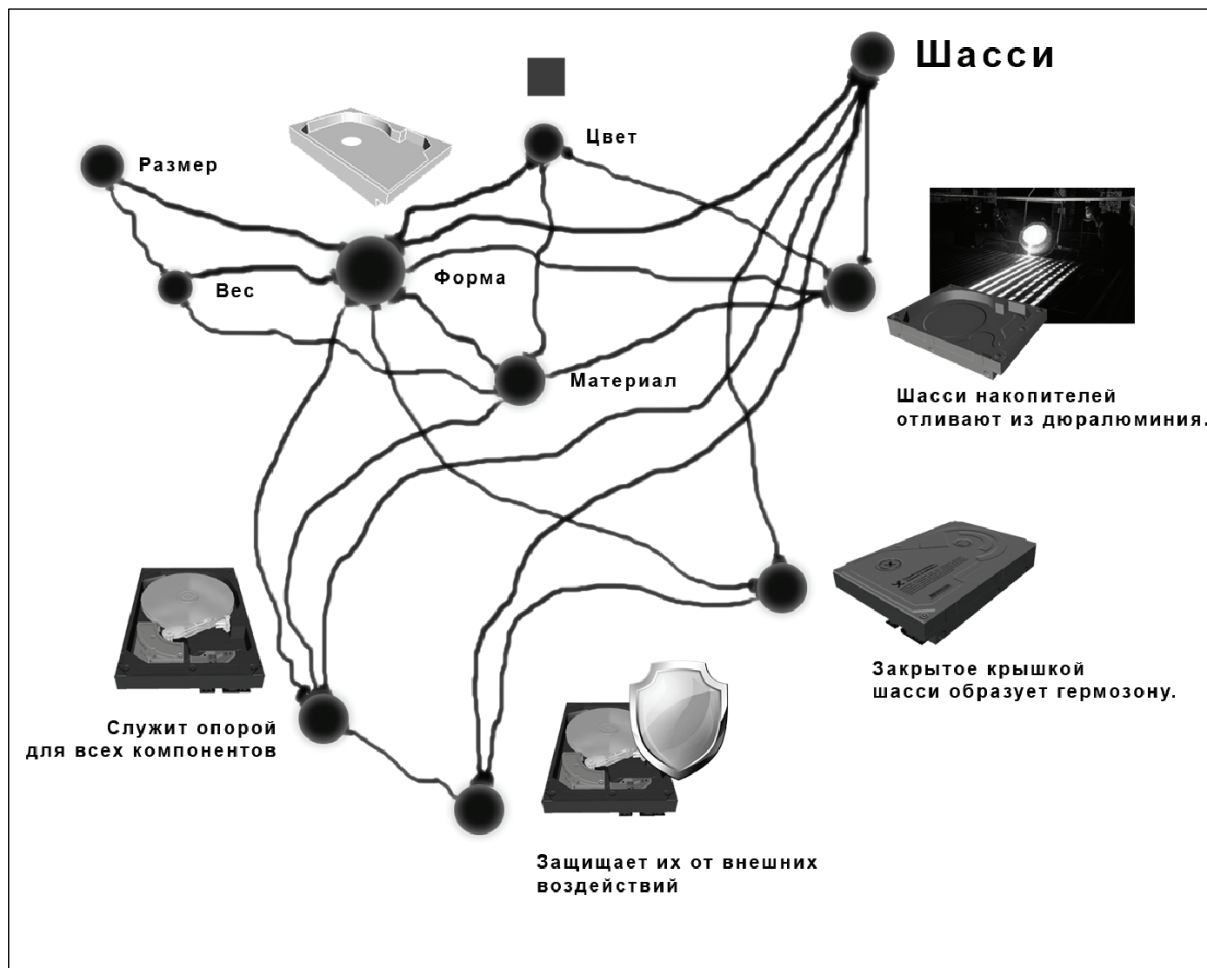 Шасси
Цвет
Размер
Вес
Форма
Материал
Шасси накопителей
отливают из дюралюминия.
Закрытое крышкой
шасси образует гермозону.
Служит опорой
для всех компонентов
Защищает их от внешних
воздействий